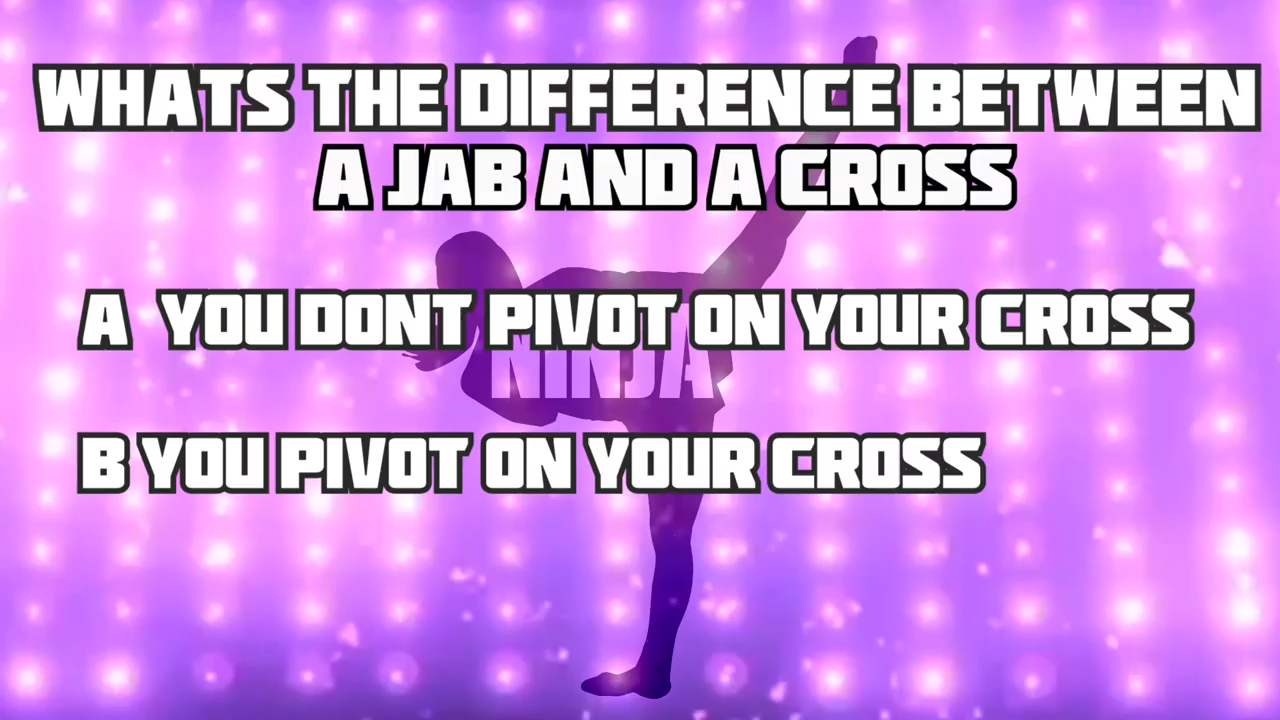 WHATS THE DIFFERENCE BETWEEN
A JAB AND A CROSS
A YOU DONT PIVOT ON YOUR CROSS
NINJA
B YOU PIVOT ON YOUR CROSS